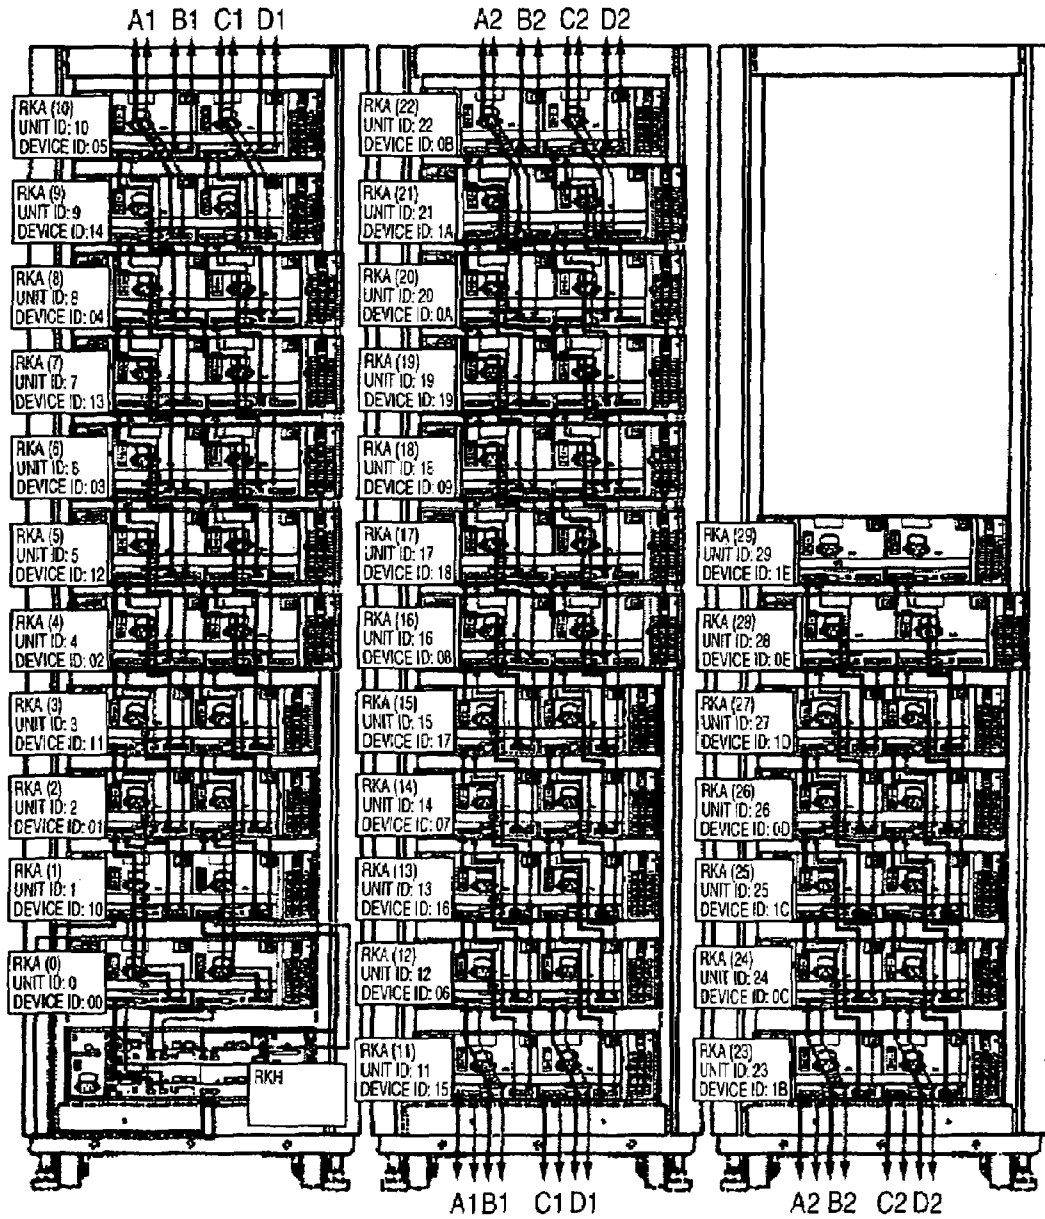 A1 B1 C1 D1
RKA (10)
UNIT ID: 10
DEVICE ID: 05
RKA (9)
UNIT ID: 9
DEVICE ID: 14
RKA (8)
UNIT ID: 8
DEVICE ID: 04
RKA (7)
UNIT ID: 7
DEVICE ID: 13
RKA (6)
UNIT ID: 6
DEVICE ID: 03
RKA (5)
UNIT ID: 5
DEVICE ID: 12
RKA (4)
UNIT ID: 4
DEVICE ID: 02
RKA (3)
UNIT ID: 3
DEVICE ID: 11
RKA (2)
UNIT ID: 2
DEVICE ID: 01
RKA (1)
UNIT ID: 1
DEVICE ID: 10
RKA (0)
UNIT ID: 0
DEVICE ID: 00
RKH
A2 B2 C2 D2
RKA (22)
UNIT ID: 22
DEVICE ID: 0B
RKA (21)
UNIT ID: 21
DEVICE ID: 1A
RKA (20)
UNIT ID: 20
DEVICE ID: 0A
RKA (19)
UNIT ID: 19
DEVICE ID: 19
RKA (18)
UNIT ID: 18
DEVICE ID: 09
RKA (17)
UNIT ID: 17
DEVICE ID: 18
RKA (16)
UNIT ID: 16
DEVICE ID: 08
RKA (15)
UNIT ID: 15
DEVICE ID: 17
RKA (14)
UNIT ID: 14
DEVICE ID: 07
RKA (13)
UNIT ID: 13
DEVICE ID: 16
RKA (12)
UNIT ID: 12
DEVICE ID: 06
RKA (11)
UNIT ID: 11
DEVICE ID: 15
A1 B1 C1 D1
RKA (29)
UNIT ID: 29
DEVICE ID: 1E
RKA (28)
UNIT ID: 28
DEVICE ID: 0E
RKA (27)
UNIT ID: 27
DEVICE ID: 1D
RKA (26)
UNIT ID: 26
DEVICE ID: 0D
RKA (25)
UNIT ID: 25
DEVICE ID: 1C
RKA (24)
UNIT ID: 24
DEVICE ID: 0C
RKA (23)
UNIT ID: 23
DEVICE ID: 1B
A2 B2 C2 D2